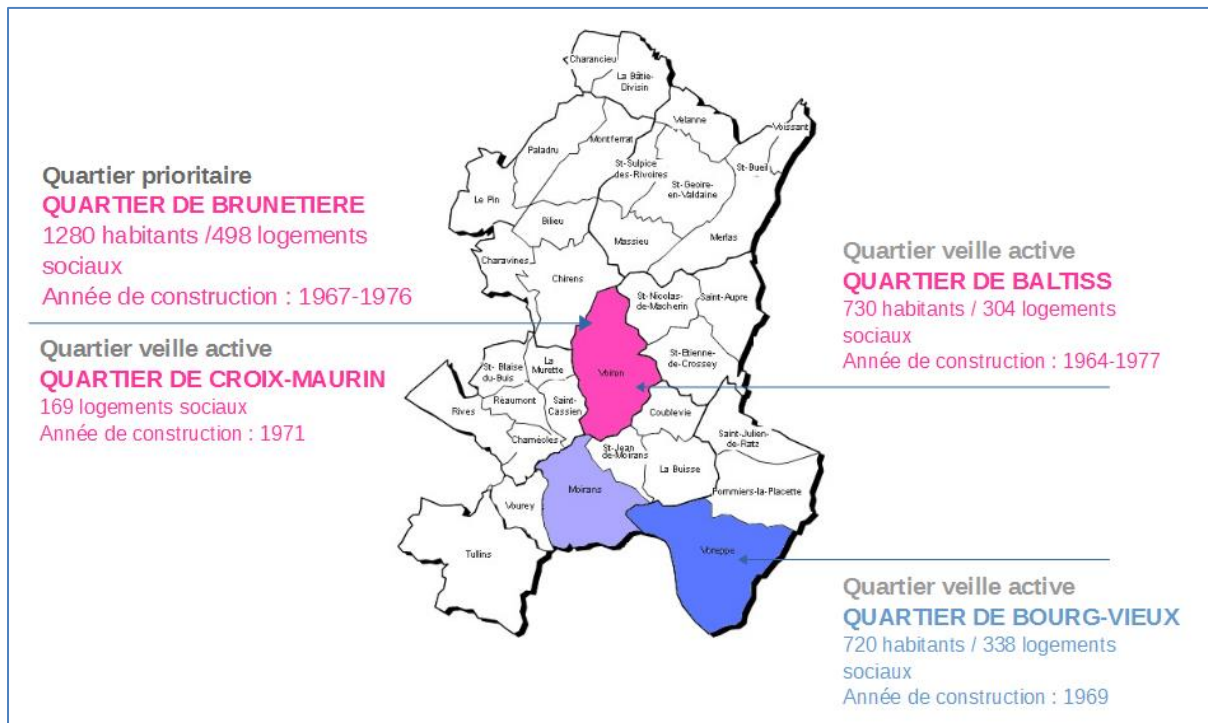 Charancieu
La Bâtie-
Divisin
Velanne
Voissant
Montferrat
Paladru
St-Sulpice
des-Rivoires
St-Bueil
St-Geoire-
en-Valdaine
Le Pin
Bilieu
Massieu
Merlas
Charavines
Chirens
Quartier prioritaire
QUARTIER DE BRUNETIERE
1280 habitants /498 logements
sociaux
Année de construction : 1967-1976
Quartier veille active
QUARTIER DE CROIX-MAURIN
169 logements sociaux
Année de construction : 1971
St-Nicolas-
de-Macherin
Saint-Aupre
St-Etienne-
de-Crossey
Voiron
La
Murette
St-Blaise
du-Buis
Réaumont
Saint-
Cassien
Rives
Charnècles
Coublevie
Saint-Julien-
de-Ratz
St-Jean
de-Moirans
La Buisse
Pommiers-la-Placette
Moirans
Vourey
Tullins
Voreppe
Quartier veille active
QUARTIER DE BALTISS
730 habitants / 304 logements
sociaux
Année de construction : 1964-1977
Quartier veille active
QUARTIER DE BOURG-VIEUX
720 habitants / 338 logements
sociaux
Année de construction : 1969